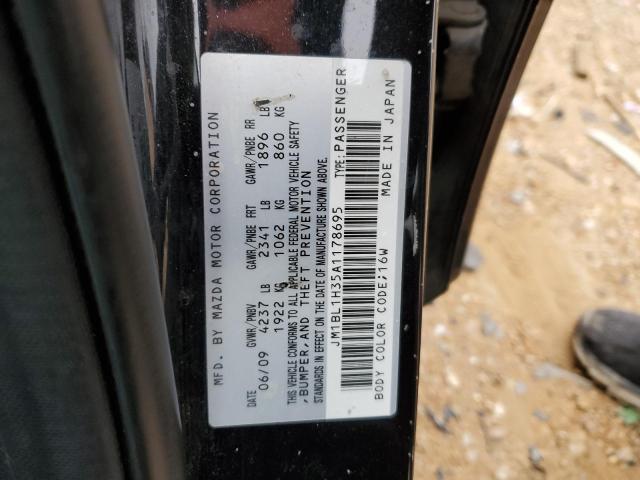 MFD. BY MAZDA MOTOR CORPORATION
DATE GVWR/PNBV GAWR/PNBE FRT GAWR/PNBE RR
06/09 4237 LB 2341 LB 1896 LB
1922 KG 1062 KG 860 KG
THIS VEHICLE CONFORMS TO ALL APPLICABLE FEDERAL MOTOR VEHICLE SAFETY
,BUMPER,AND THEFT PREVENTION
STANDARDS IN EFFECT ON THE DATE OF MANUFACTURE SHOWN ABOVE.
JM1BL1H35A1178695 TYPE:PASSENGER
BODY COLOR CODE;16W MADE IN JAPAN